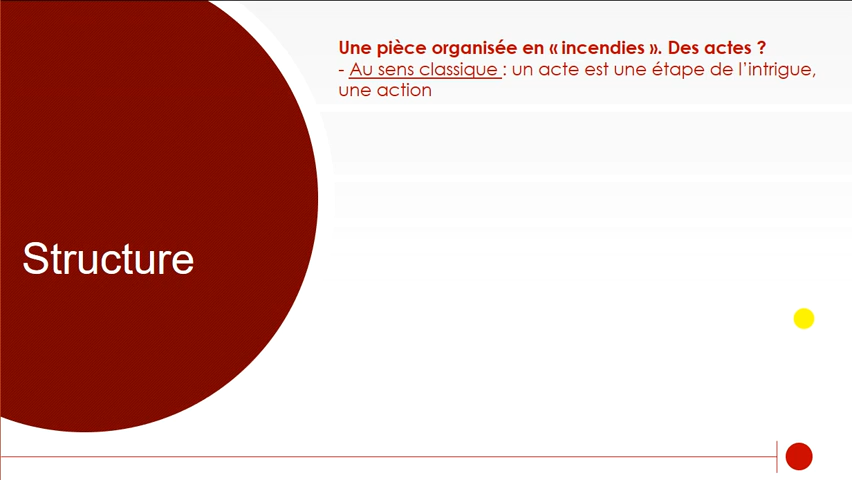 Une pièce organisée en « incendies ». Des actes ?
- Au sens classique : un acte est une étape de l’intrigue,
une action
Structure